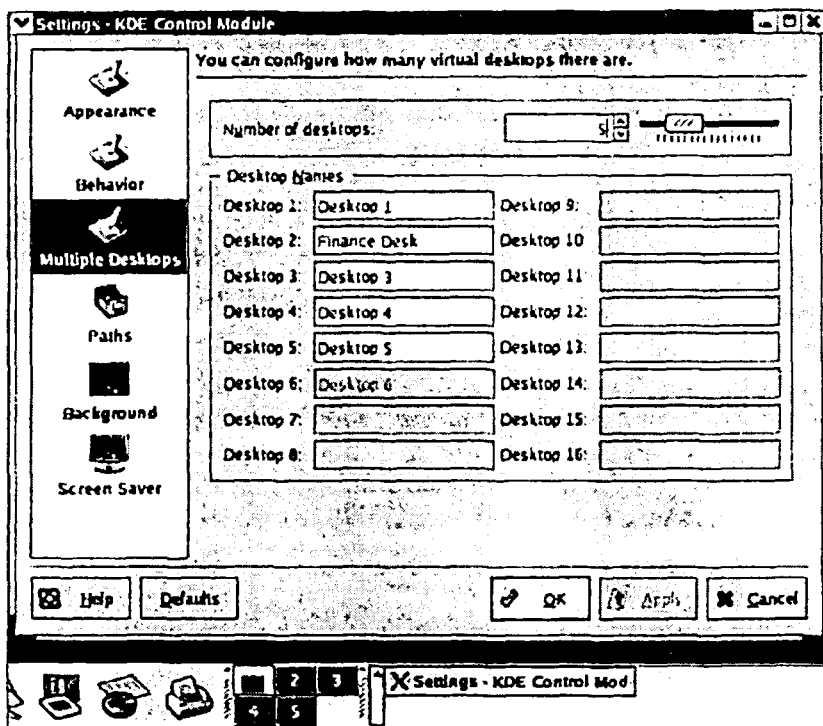 Settings - KDE Control Module
You can configure how many virtual desktops there are.
Appearance
Behavior
Multiple Desktops
Paths
Background
Screen Saver
Number of desktops: 5
Desktop Names
Desktop 1: Desktop 1 Desktop 9:
Desktop 2: Finance Desk Desktop 10
Desktop 3: Desktop 3 Desktop 11:
Desktop 4: Desktop 4 Desktop 12:
Desktop 5: Desktop 5 Desktop 13:
Desktop 6: Desktop 6 Desktop 14:
Desktop 7: Desktop 15:
Desktop 8: Desktop 16:
Help Defaults OK Apply Cancel
2 3 Settings - KDE Control Mod
4 5